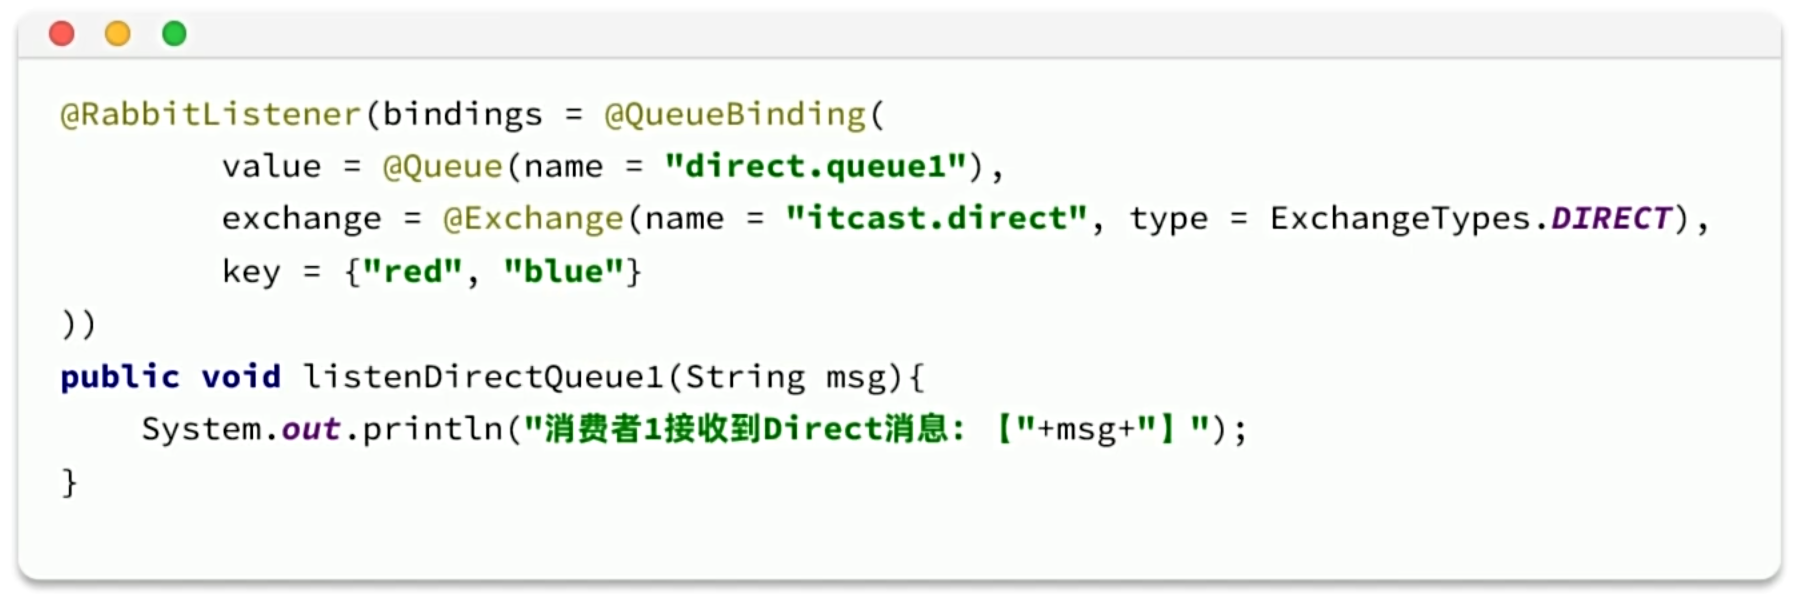 @RabbitListener(bindings = @QueueBinding(
        value = @Queue(name = "direct.queue1"),
        exchange = @Exchange(name = "itcast.direct", type = ExchangeTypes.DIRECT),
        key = {"red", "blue"}
))
public void listenDirectQueue1(String msg){
    System.out.println("消费者1接收到Direct消息：【"+msg+"】");
}